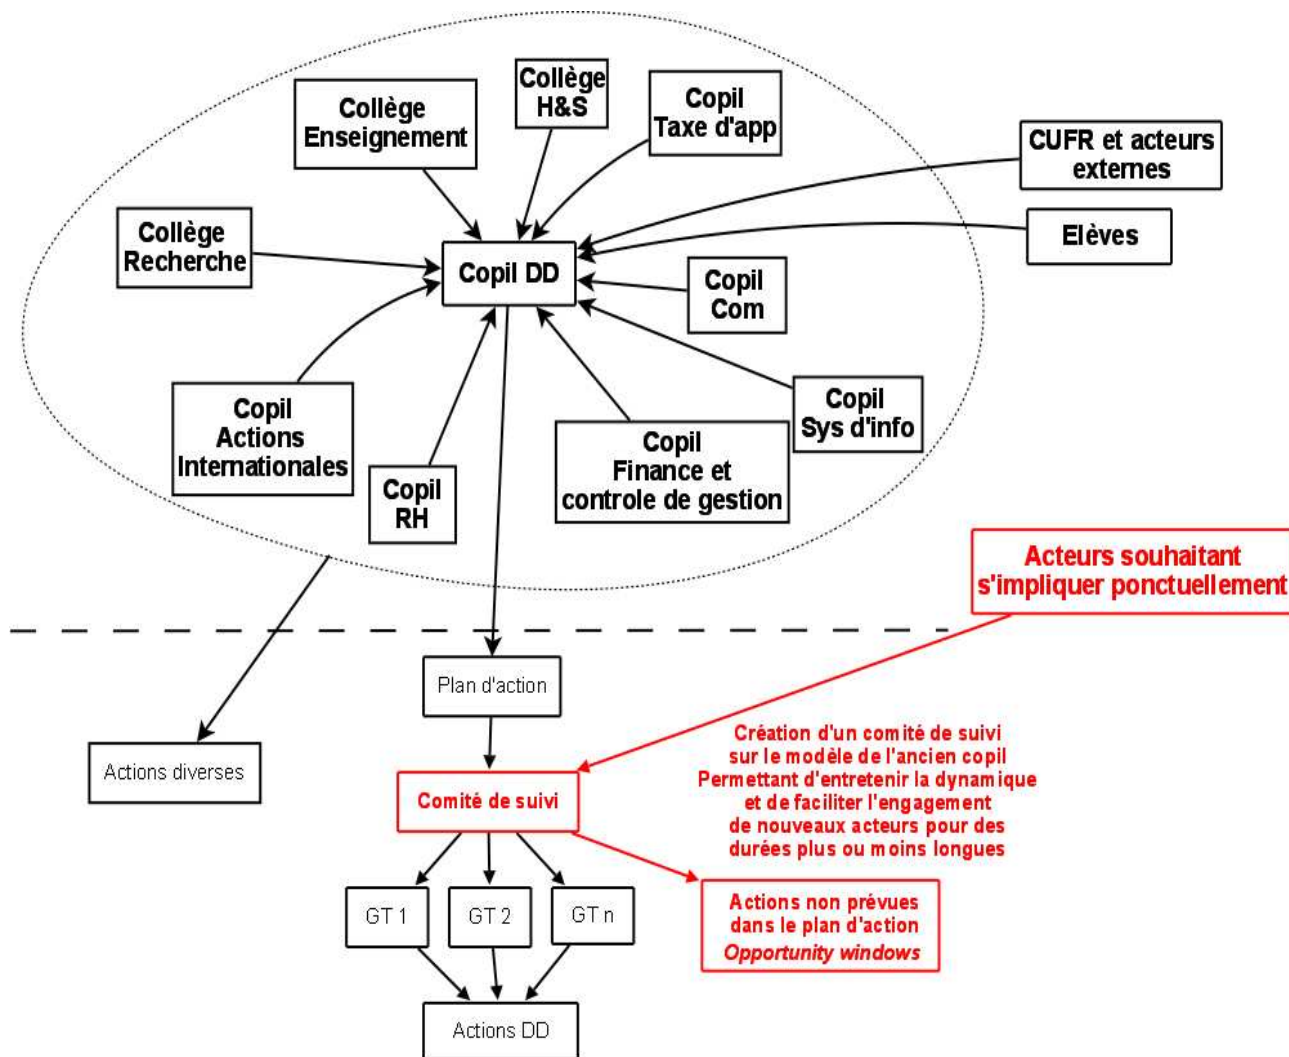 Collège
H&S
Collège
Enseignement
Copil
Taxe d'app
CUFR et acteurs
externes
Collège
Recherche
Elèves
Copil DD
Copil
Com
Copil
Actions
Internationales
Copil
RH
Copil
Finance et
controle de gestion
Copil
Sys d'info
Acteurs souhaitant
s'impliquer ponctuellement
Plan d'action
Actions diverses
Création d'un comité de suivi
sur le modèle de l'ancien copil
Permettant d'entretenir la dynamique
et de faciliter l'engagement
de nouveaux acteurs pour des
durées plus ou moins longues
Comité de suivi
GT 1
GT 2
GT n
Actions non prévues
dans le plan d'action
Opportunity windows
Actions DD